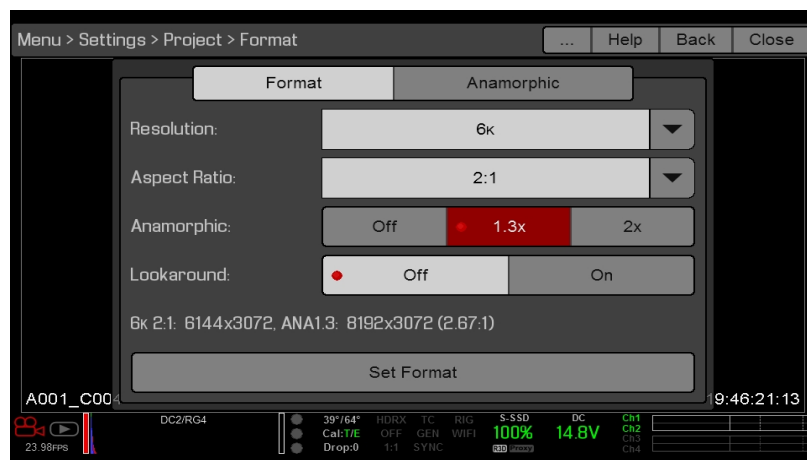 Menu > Settings > Project > Format ... Help Back Close
Format Anamorphic
Resolution: 6K
Aspect Ratio: 2:1
Anamorphic: Off 1.3x 2x
Lookaround: Off On
6K 2:1: 6144x3072, ANA1.3: 8192x3072 (2.67:1)
Set Format
A001_C004 9:46:21:13
DC2/RG4 39°/64° HDRX TC RIG S-SSD DC Ch1
Cal:T/E OFF GEN WIFI 100% 14.8V Ch2
23.98FPS Drop:0 1:1 SYNC R3D Proxy Ch3
Ch4